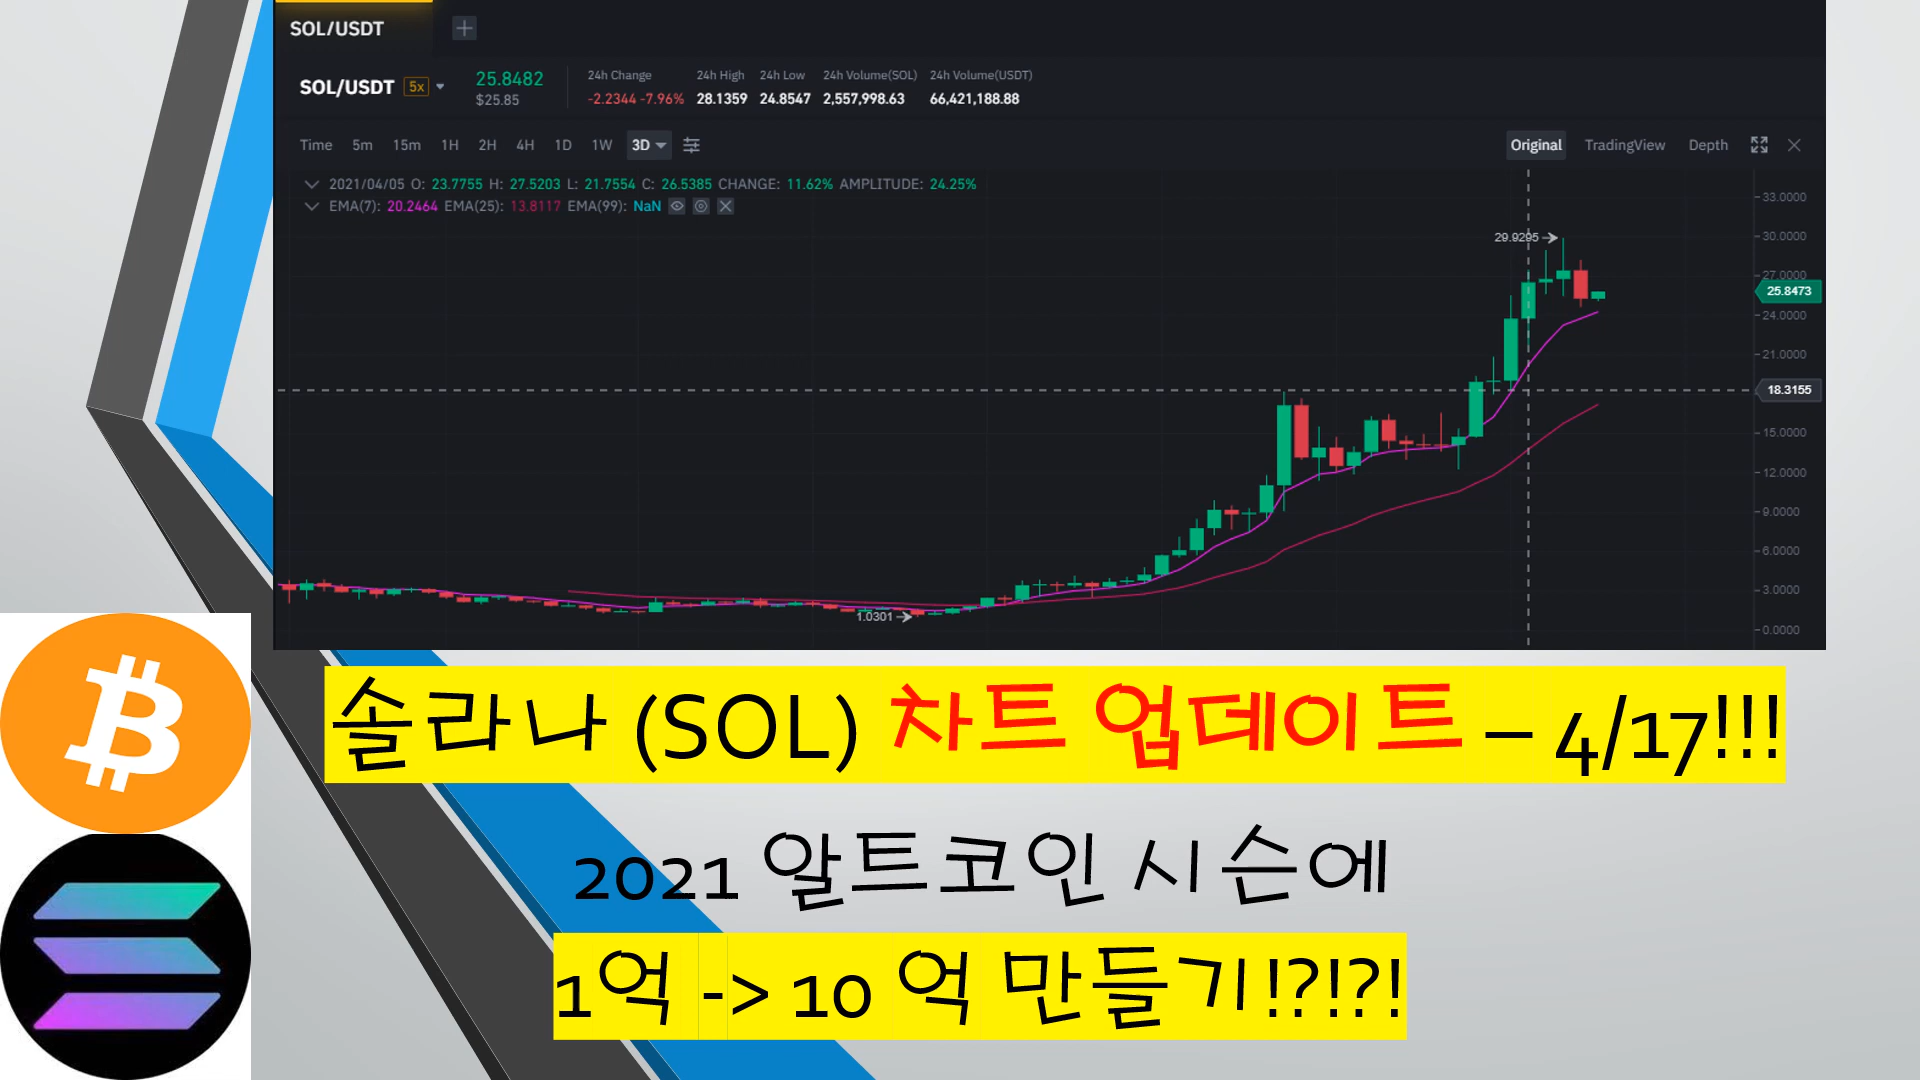 SOL/USDT
SOL/USDT 5x 25.8482 $25.85
24h Change 24h High 24h Low 24h Volume(SOL) 24h Volume(USDT)
-2.2344 -7.96% 28.1359 24.8547 2,557,998.63 66,421,188.88
Time 5m 15m 1H 2H 4H 1D 1W 3D Original TradingView Depth
2021/04/05 O: 23.7755 H: 27.5203 L: 21.7554 C: 26.5385 CHANGE: 11.62% AMPLITUDE: 24.25%
EMA(7): 20.2464 EMA(25): 13.8117 EMA(99): NaN
33.0000
29.9295
30.0000
27.0000
25.8473
24.0000
21.0000
18.3155
15.0000
12.0000
9.0000
6.0000
3.0000
1.0301
0.0000
솔라나 (SOL) 차트 업데이트 – 4/17!!!
2021 알트코인 시슨에
1억 -> 10 억 만들기!?!?!